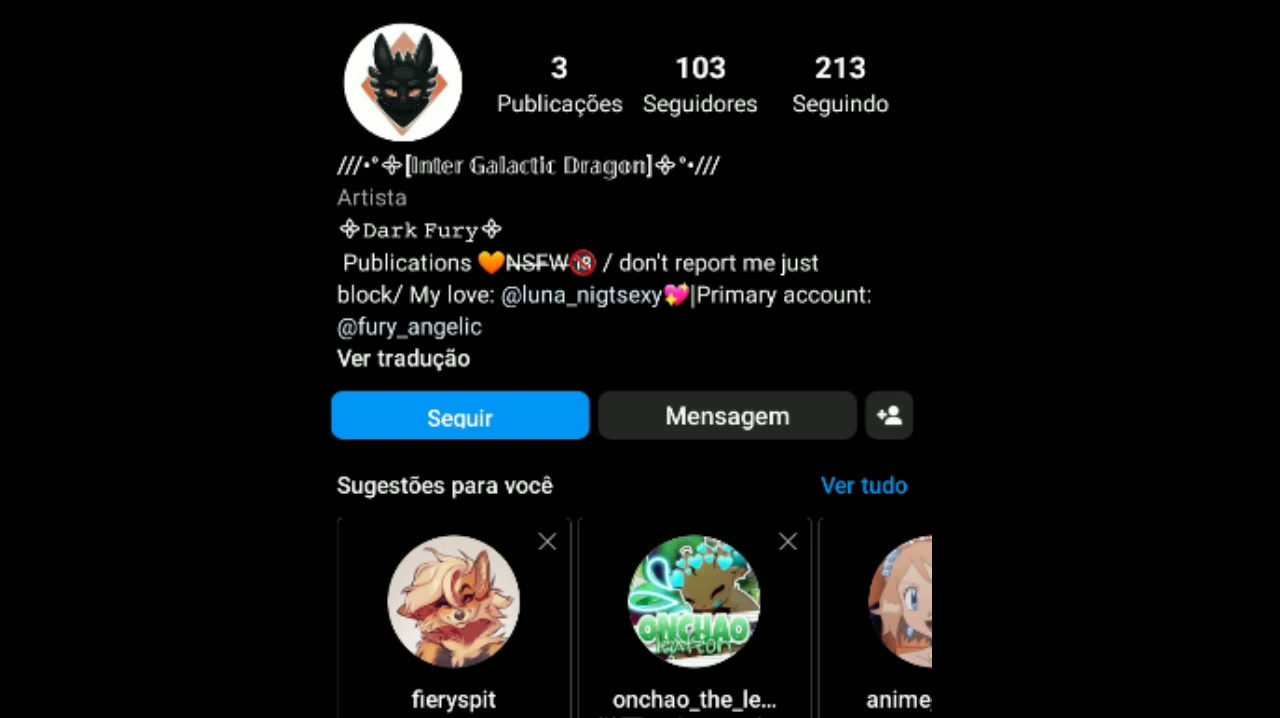 3 103 213
Publicações Seguidores Seguindo
///•°✥[𝕀𝕟𝕥𝕖𝕣 𝔾𝕒𝕝𝕒𝕔𝕥𝕚𝕔 𝔻𝕣𝕒𝕘𝕠𝕟]✥°•///
Artista
✥𝙳𝚊𝚛𝚔 𝙵𝚞𝚛𝚢✥
Publications 🧡N̶S̶F̶W̶🔞 / don't report me just
block/ My love: @luna_nigtsexy💖|Primary account:
@fury_angelic
Ver tradução
Seguir Mensagem
Sugestões para você Ver tudo
ONCHAO
fieryspit onchao_the_le... anime